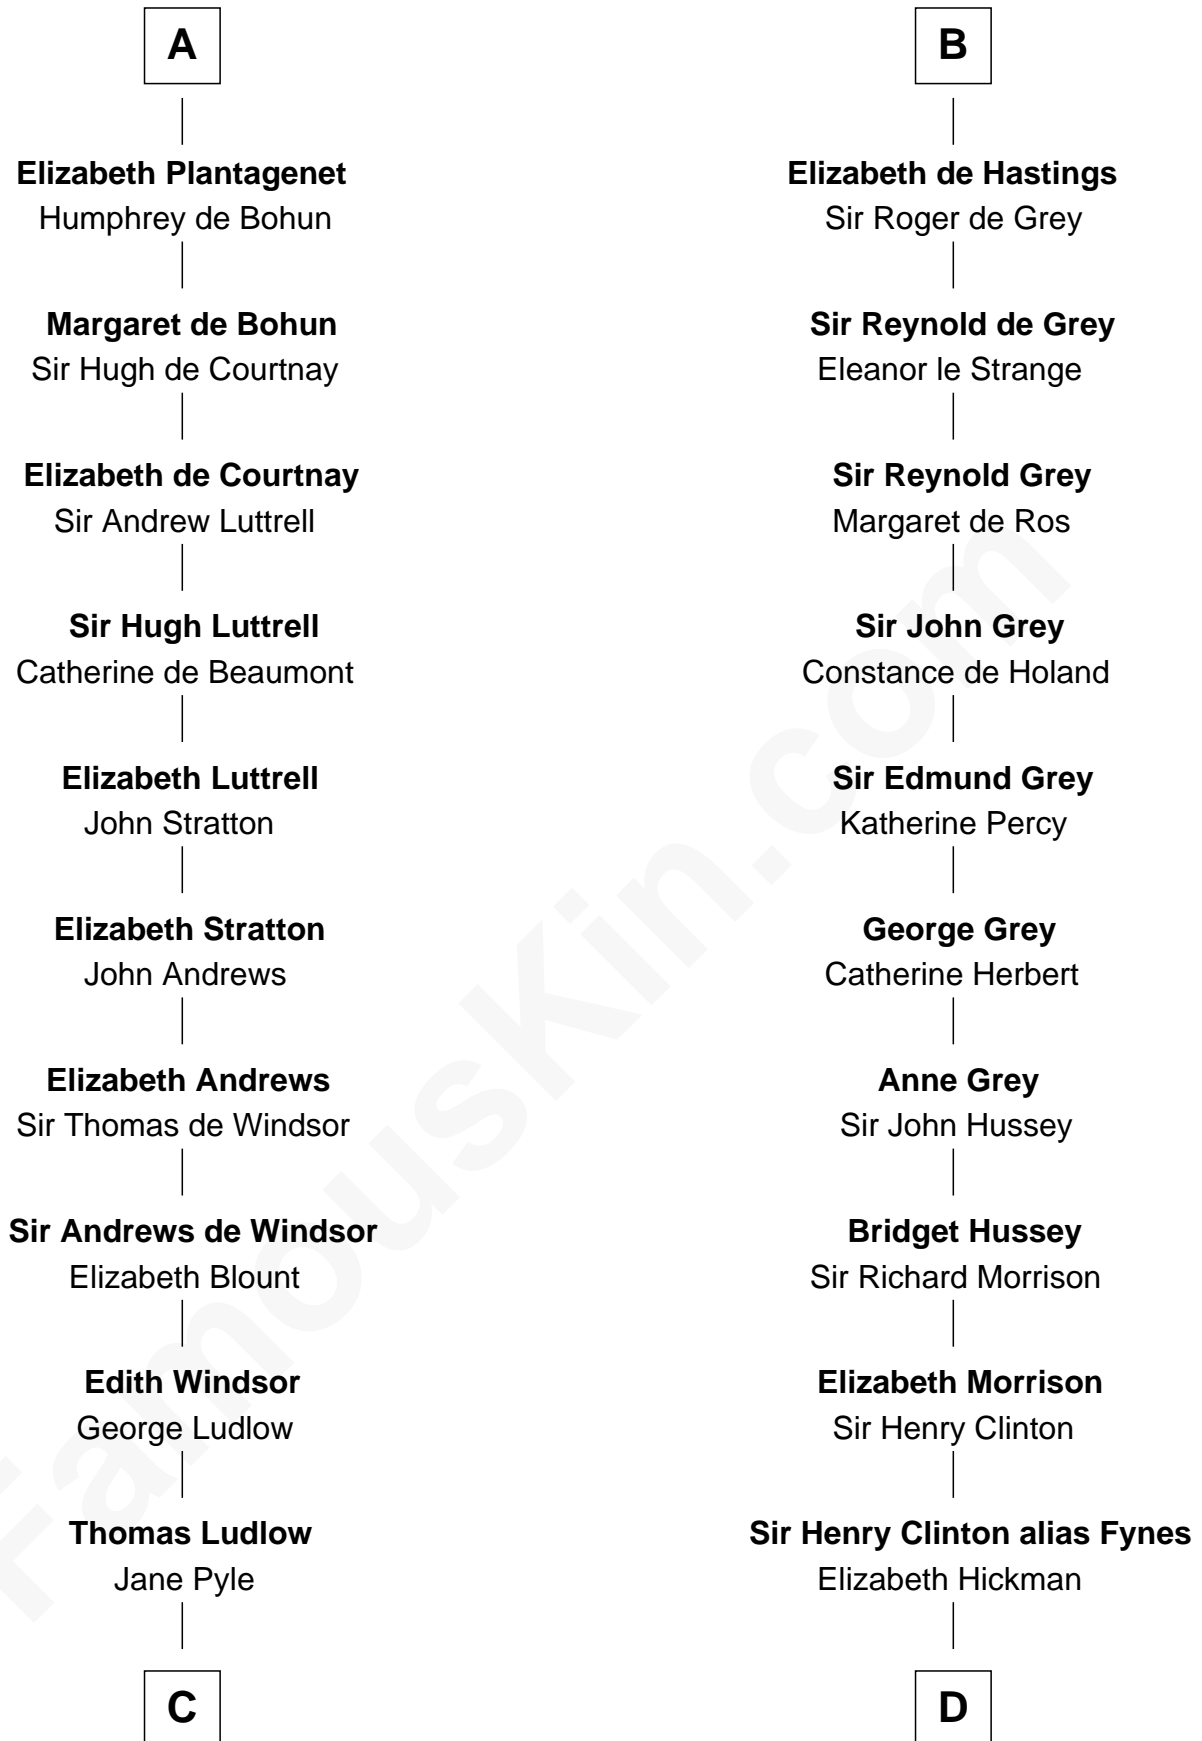 A
Elizabeth Plantagenet
Humphrey de Bohun
Margaret de Bohun
Sir Hugh de Courtnay
Elizabeth de Courtnay
Sir Andrew Luttrell
Sir Hugh Luttrell
Catherine de Beaumont
Elizabeth Luttrell
John Stratton
Elizabeth Stratton
John Andrews
Elizabeth Andrews
Sir Thomas de Windsor
Sir Andrews de Windsor
Elizabeth Blount
Edith Windsor
George Ludlow
Thomas Ludlow
Jane Pyle
C
B
Elizabeth de Hastings
Sir Roger de Grey
Sir Reynold de Grey
Eleanor le Strange
Sir Reynold Grey
Margaret de Ros
Sir John Grey
Constance de Holand
Sir Edmund Grey
Katherine Percy
George Grey
Catherine Herbert
Anne Grey
Sir John Hussey
Bridget Hussey
Sir Richard Morrison
Elizabeth Morrison
Sir Henry Clinton
Sir Henry Clinton alias Fynes
Elizabeth Hickman
D
FamousKin.com